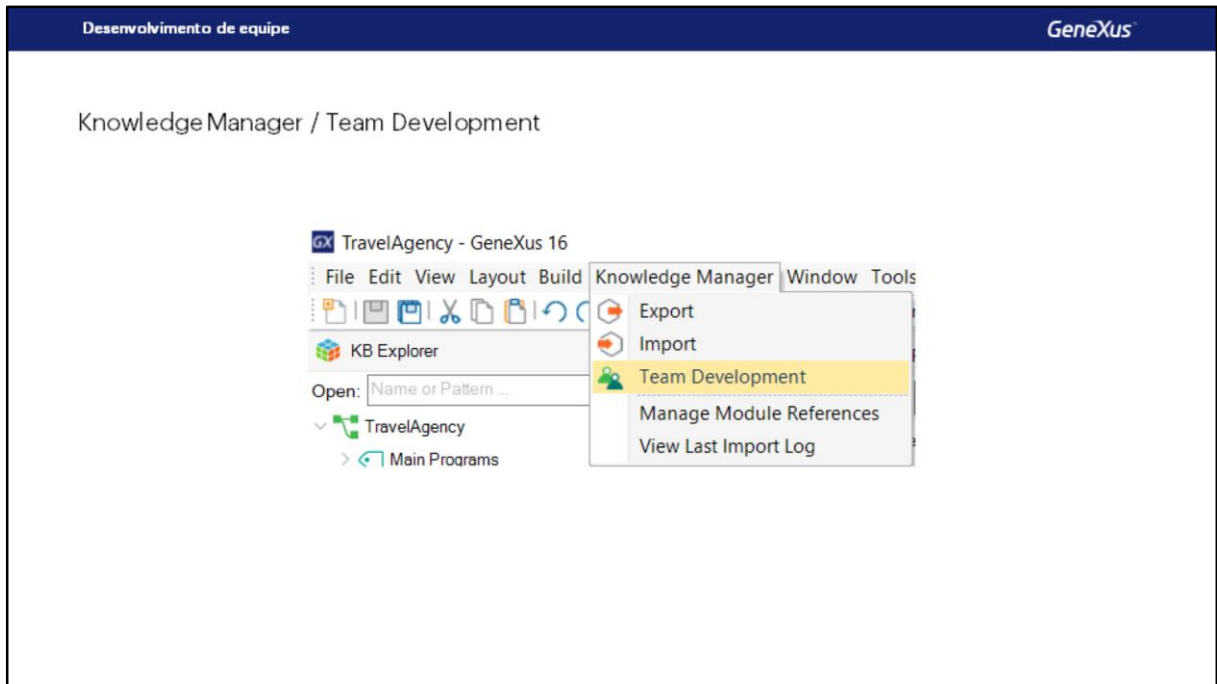 Desenvolvimento de equipe
GeneXus
Knowledge Manager / Team Development
GX TravelAgency - GeneXus 16
File Edit View Layout Build Knowledge Manager Window Tools
Export
KB Explorer
Import
Open: Name or Pattern ...
Team Development
TravelAgency
Manage Module References
Main Programs
View Last Import Log